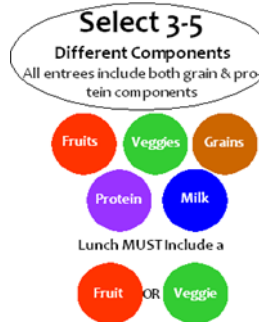 Select 3-5
Different Components
All entrees include both grain & pro-
tein components
Fruits Veggies Grains
Protein Milk
Lunch MUST Include a
Fruit OR Veggie